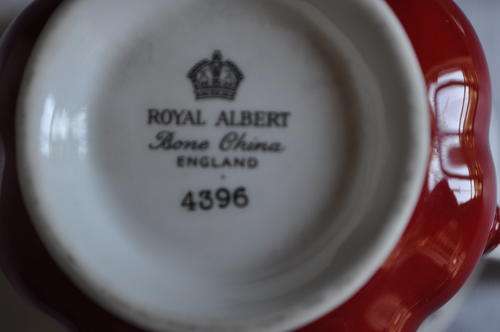 ROYAL ALBERT
Bone China
ENGLAND
4396